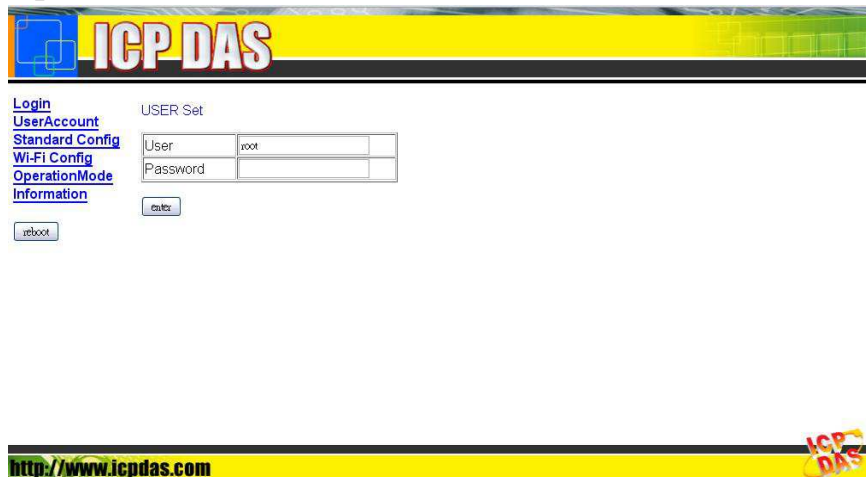 ICP DAS
Login
UserAccount
Standard Config
Wi-Fi Config
OperationMode
Information
reboot
USER Set
User root
Password
enter
http://www.icpdas.com
ICP DAS